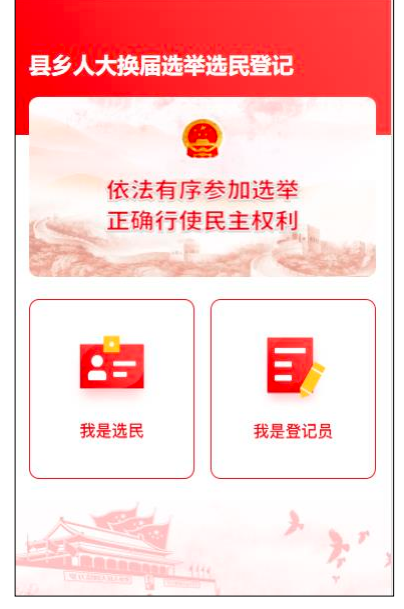 县乡人大换届选举选民登记
依法有序参加选举
正确行使民主权利
我是选民
我是登记员